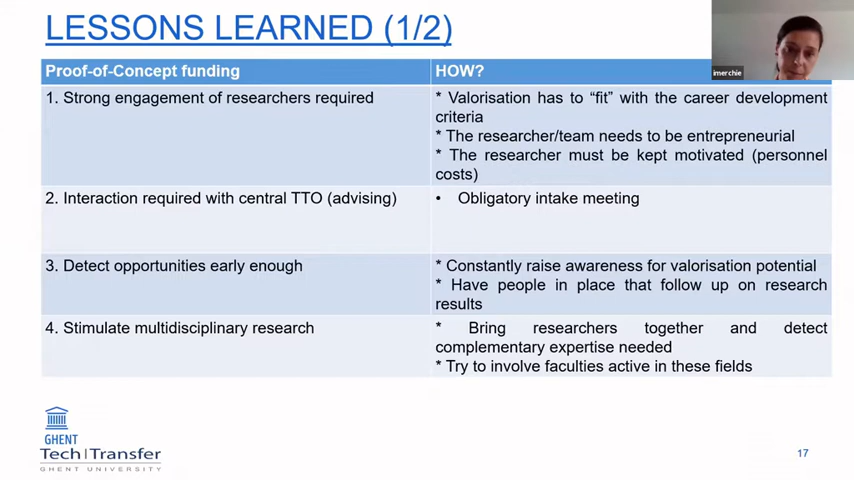 LESSONS LEARNED (1/2)
imerchie
Proof-of-Concept funding
HOW?
1. Strong engagement of researchers required
* Valorisation has to “fit” with the career development
criteria
* The researcher/team needs to be entrepreneurial
* The researcher must be kept motivated (personnel
costs)
2. Interaction required with central TTO (advising)
• Obligatory intake meeting
3. Detect opportunities early enough
* Constantly raise awareness for valorisation potential
* Have people in place that follow up on research
results
4. Stimulate multidisciplinary research
* Bring researchers together and detect
complementary expertise needed
* Try to involve faculties active in these fields
GHENT
Tech|Transfer
GHENT UNIVERSITY
17